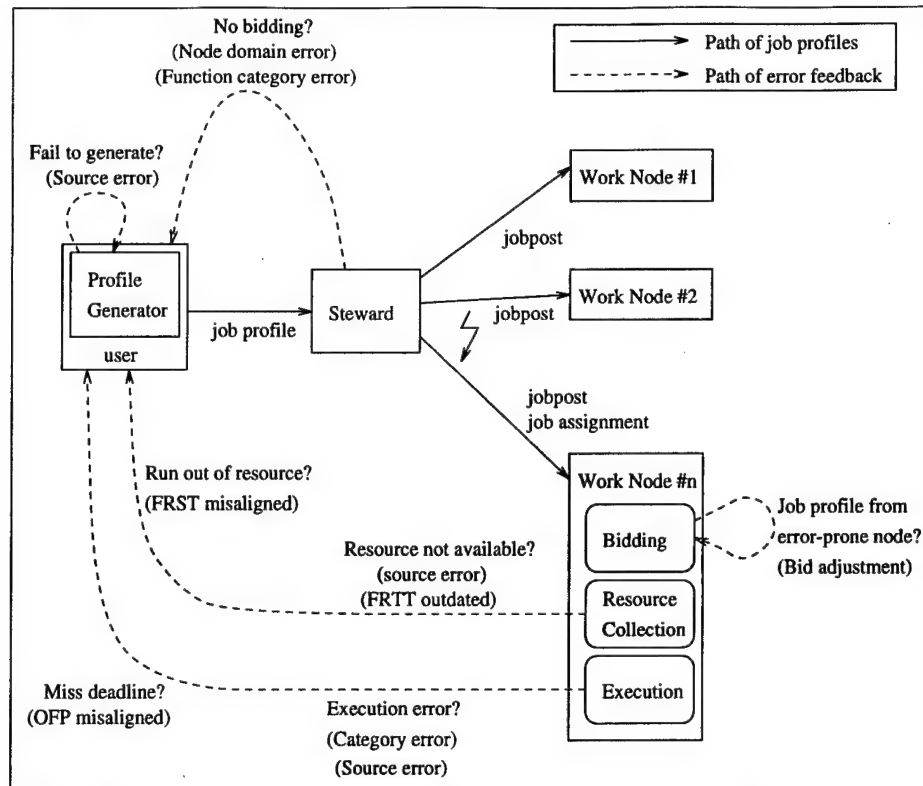 No bidding?
(Node domain error)
(Function category error)
Path of job profiles
Path of error feedback
Fail to generate?
(Source error)
Work Node #1
jobpost
Profile
Generator
user
job profile
Steward
Work Node #2
jobpost
jobpost
job assignment
Work Node #n
Run out of resource?
(FRST misaligned)
Bidding
Job profile from
error-prone node?
(Bid adjustment)
Resource not available?
(source error)
(FRTT outdated)
Resource
Collection
Miss deadline?
(OFP misaligned)
Execution
Execution error?
(Category error)
(Source error)